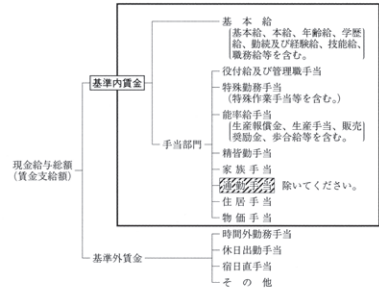 基 本 給
基本給、本給、年齢給、学歴
給、勤続及び経験給、技能給、
職務給等を含む。
役付給及び管理職手当
特殊勤務手当
(特殊作業手当等を含む。)
能率給手当
生産報償金、生産手当、販売
奨励金、歩合給等を含む。
精皆勤手当
家 族 手 当
通 勤 手 当 除いてください。
住 居 手 当
物 価 手 当
基準内賃金
手当部門
現金給与総額
(賃金支給額)
基準外賃金
時間外勤務手当
休日出勤手当
宿日直手当
そ の 他